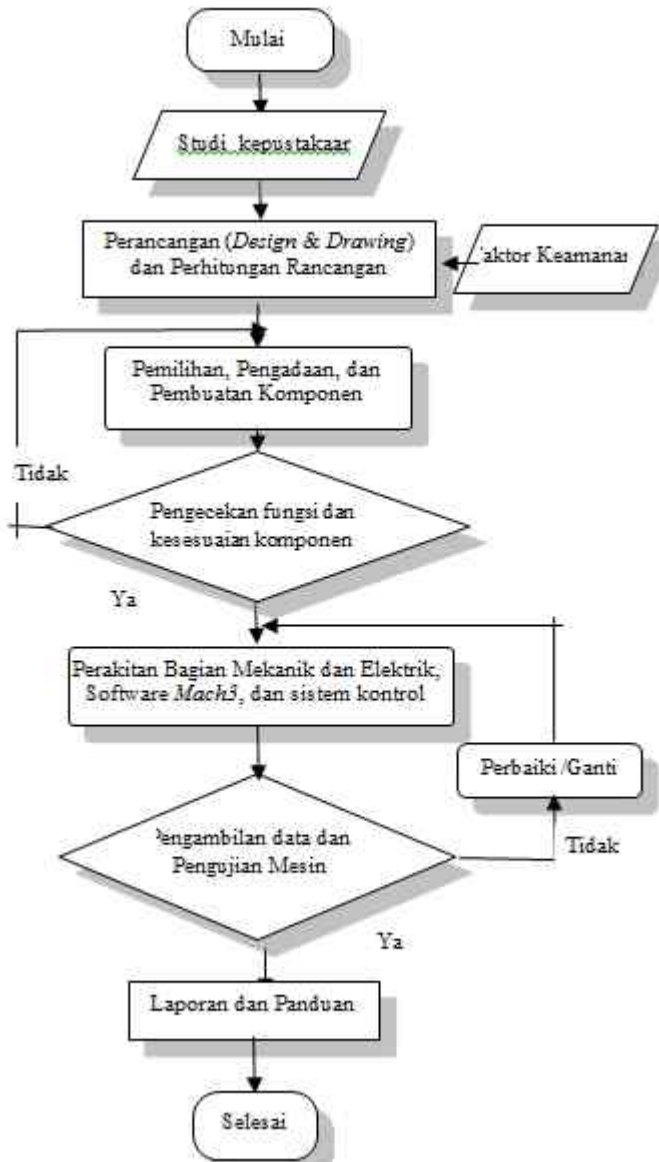 Mulai
Studi kepustakaar
Perancangan (Design & Drawing)
dan Perhitungan Rancangan
aktor Keamanan
Pemilihan, Pengadaan, dan
Pembuatan Komponen
Tidak
Pengecekan fungsi dan
kesesuaian komponen
Ya
Perakitan Bagian Mekanik dan Elektrik,
Software Mach3, dan sistem kontrol
Perbaiki /Ganti
Pengambilan data dan
Pengujian Mesin
Tidak
Ya
Laporan dan Panduan
Selesai